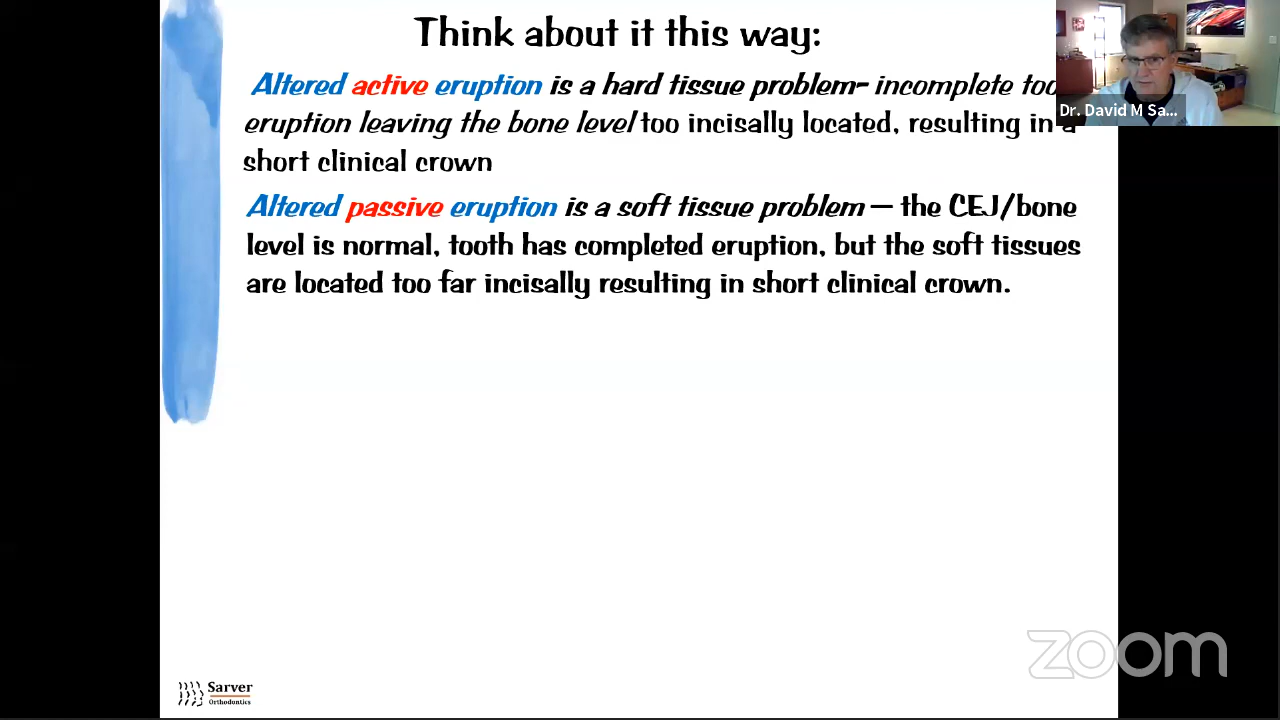 Think about it this way:
Altered active eruption is a hard tissue problem- incomplete
eruption leaving the bone level too incisally located, resulting in a
short clinical crown
Altered passive eruption is a soft tissue problem – the CEJ/bone
level is normal, tooth has completed eruption, but the soft tissues
are located too far incisally resulting in short clinical crown.
Dr. David M Sa...
zoom
Sarver
Orthodontics